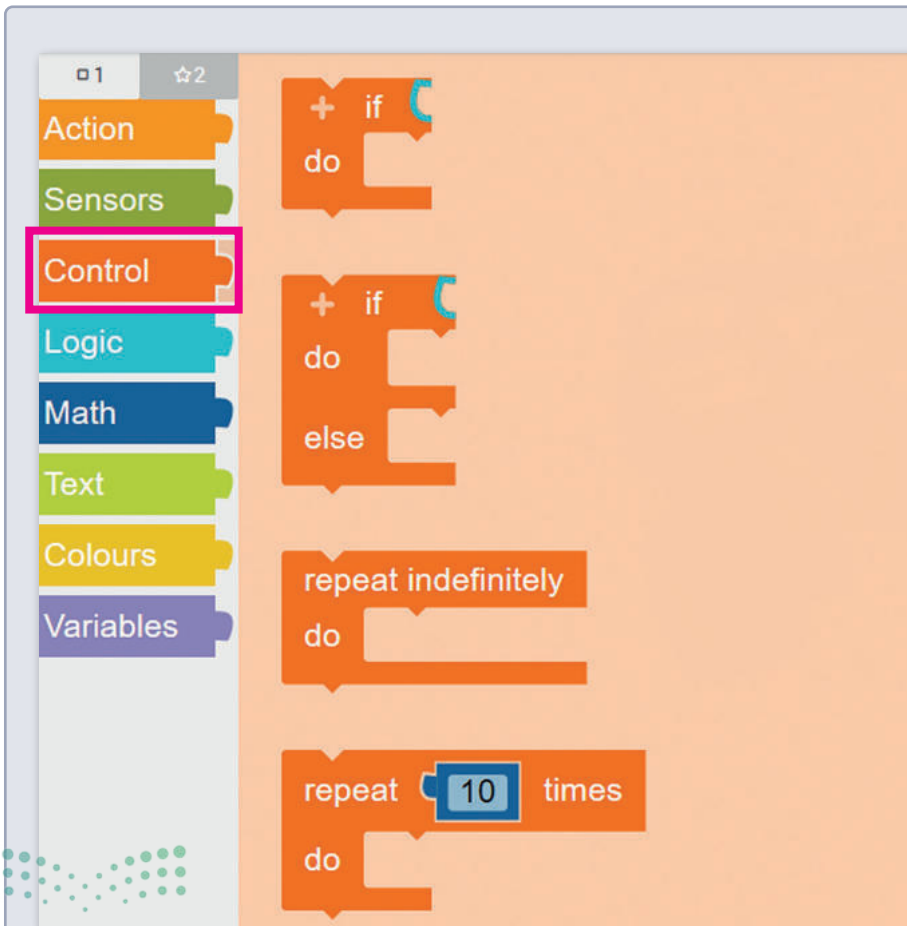 1 2
Action
Sensors
Control
Logic
Math
Text
Colours
Variables
+ if
do
+ if
do
else
repeat indefinitely
do
repeat 10 times
do